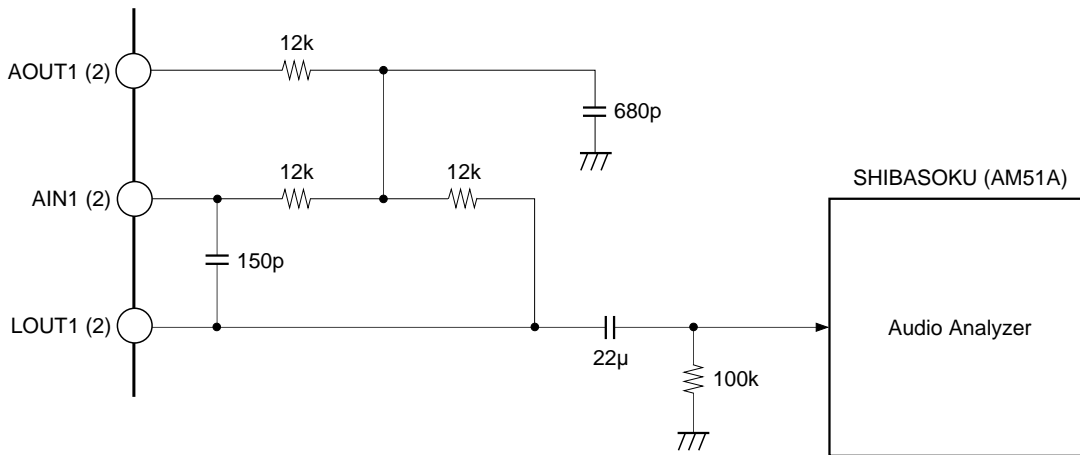 12k
AOUT1 (2)
680p
12k
12k
SHIBASOKU (AM51A)
AIN1 (2)
150p
LOUT1 (2)
Audio Analyzer
22μ
100k